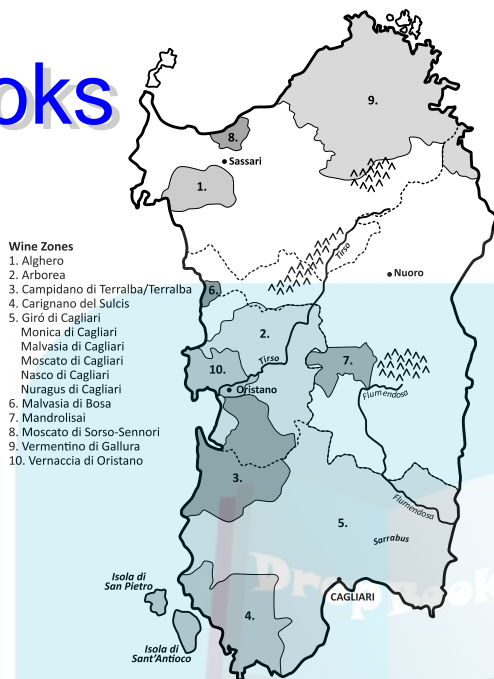 oks
9.
8.
Sassari
1.
Wine Zones
1. Alghero
2. Arborea
3. Campidano di Terralba/Terralba
4. Carignano del Sulcis
5. Giró di Cagliari
Monica di Cagliari
Malvasia di Cagliari
Moscato di Cagliari
Nasco di Cagliari
Nuragus di Cagliari
6. Malvasia di Bosa
7. Mandrolisai
8. Moscato di Sorso-Sennori
9. Vermentino di Gallura
10. Vernaccia di Oristano
Tirso
Nuoro
6.
2.
Tirso
7.
10.
Oristano
Flumendosa
3.
Flumendosa
5.
Sarrabus
DropBook
Isola di
San Pietro
CAGLIARI
4.
Isola di
Sant'Antioco